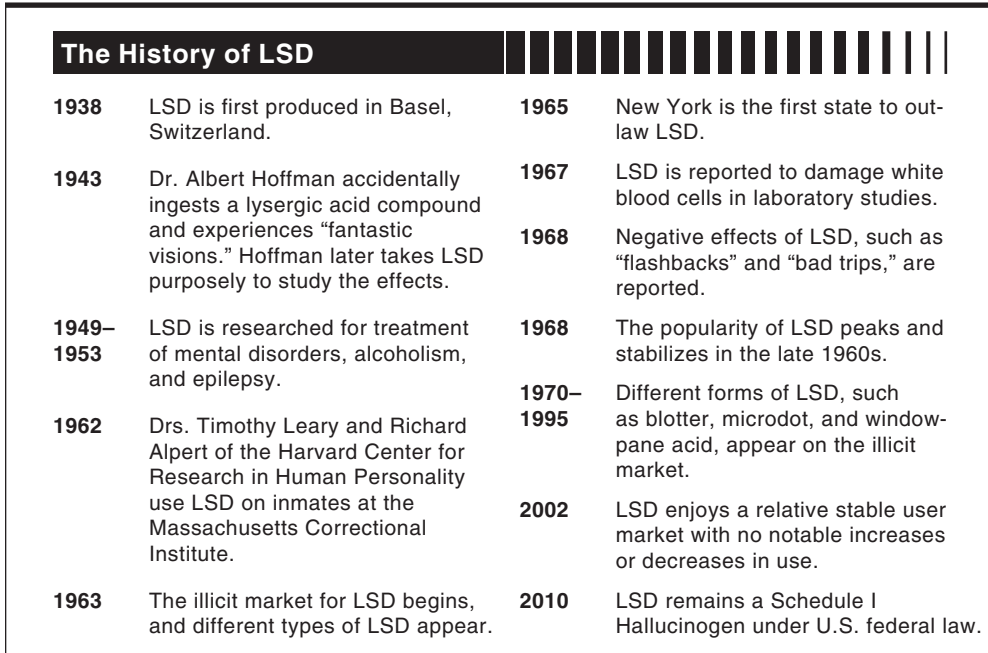 The History of LSD
1938 LSD is first produced in Basel,
Switzerland.
1943 Dr. Albert Hoffman accidentally
ingests a lysergic acid compound
and experiences “fantastic
visions.” Hoffman later takes LSD
purposely to study the effects.
1949– LSD is researched for treatment
1953 of mental disorders, alcoholism,
and epilepsy.
1962 Drs. Timothy Leary and Richard
Alpert of the Harvard Center for
Research in Human Personality
use LSD on inmates at the
Massachusetts Correctional
Institute.
1963 The illicit market for LSD begins,
and different types of LSD appear.
1965 New York is the first state to out-
law LSD.
1967 LSD is reported to damage white
blood cells in laboratory studies.
1968 Negative effects of LSD, such as
“flashbacks” and “bad trips,” are
reported.
1968 The popularity of LSD peaks and
stabilizes in the late 1960s.
1970– Different forms of LSD, such
1995 as blotter, microdot, and window-
pane acid, appear on the illicit
market.
2002 LSD enjoys a relative stable user
market with no notable increases
or decreases in use.
2010 LSD remains a Schedule I
Hallucinogen under U.S. federal law.